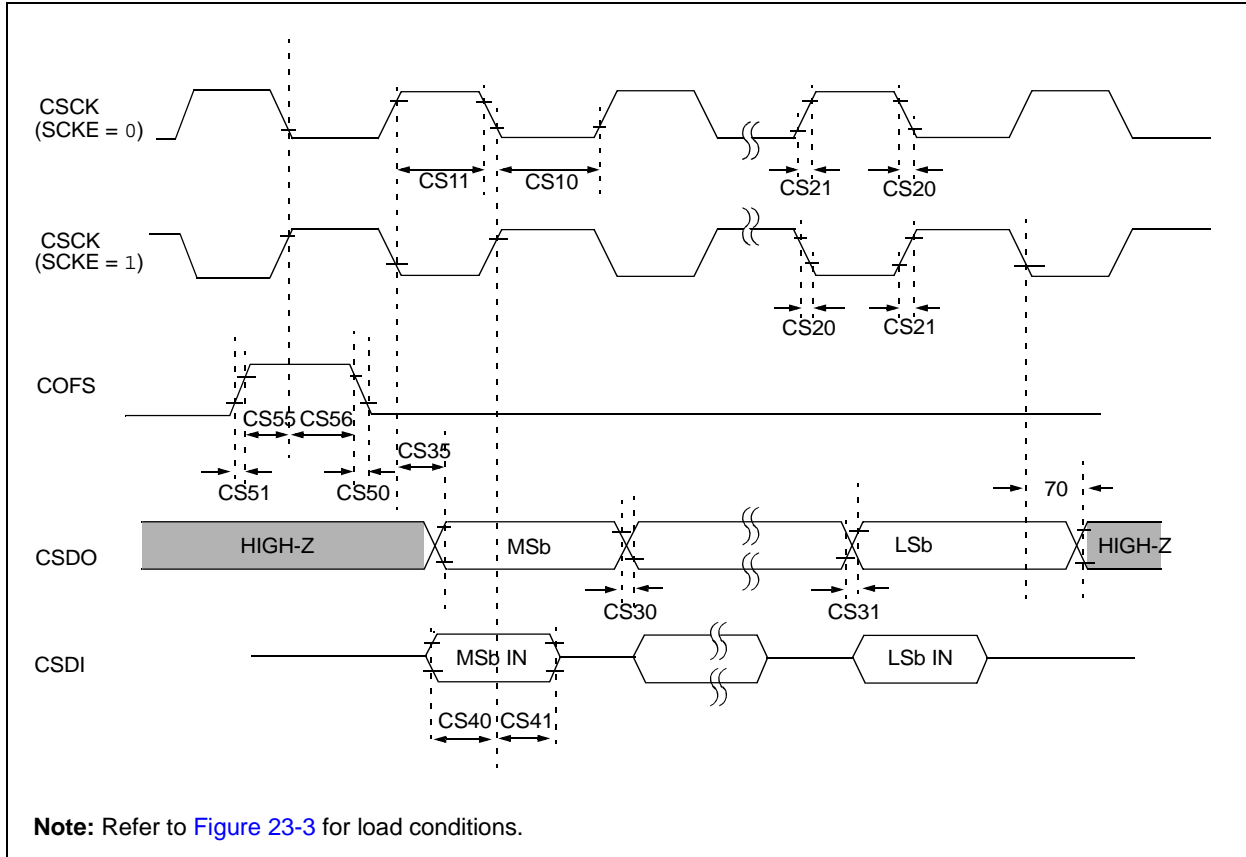 CSCK
(SCKE = 0)
CS11
CS10
CS21
CS20
CSCK
(SCKE = 1)
CS20
CS21
COFS
CS55
CS56
CS35
CS51
CS50
70
CSDO
HIGH-Z
MSb
LSb
HIGH-Z
CS30
CS31
CSDI
MSb IN
LSb IN
CS40
CS41
Note: Refer to Figure 23-3 for load conditions.